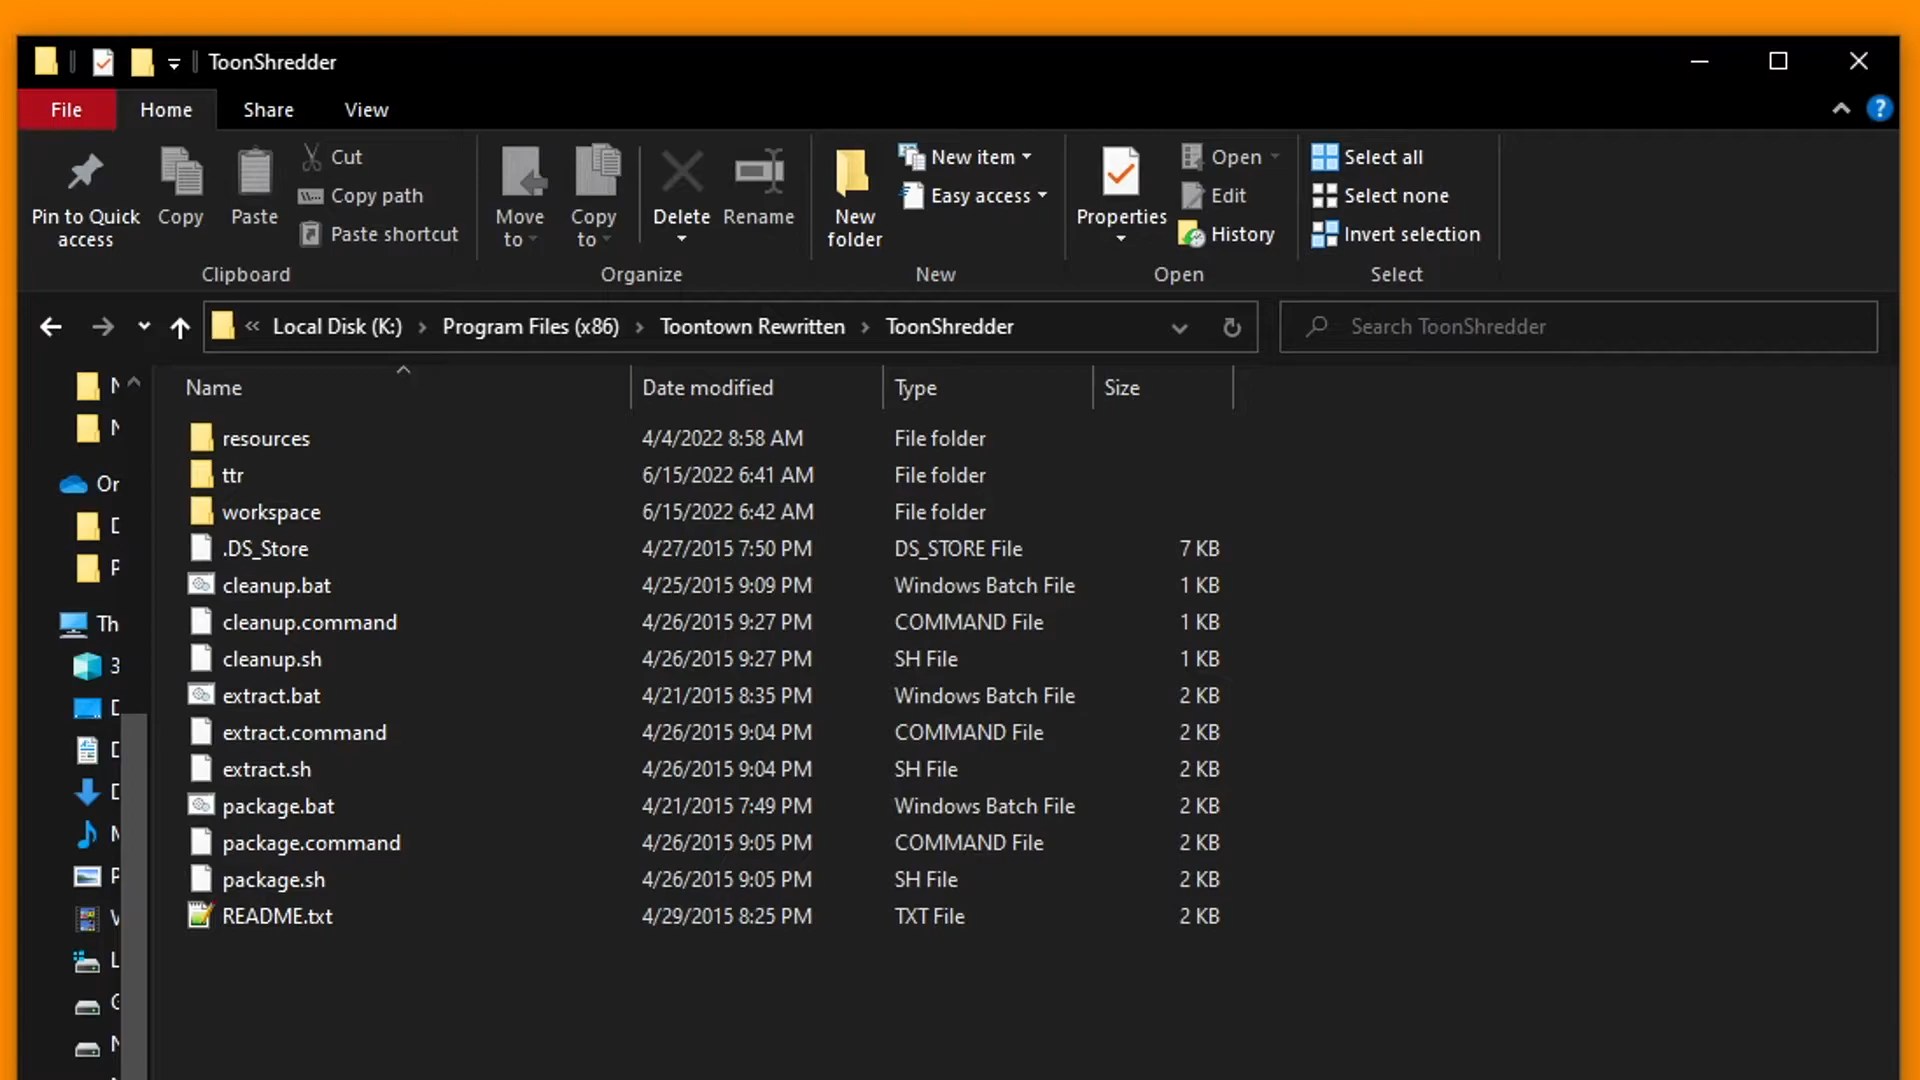 ToonShredder
File Home Share View
Pin to Quick access
Copy
Paste
Cut
Copy path
Paste shortcut
Clipboard
Move to
Copy to
Delete
Rename
Organize
New folder
New item
Easy access
New
Properties
Open
Edit
History
Open
Select all
Select none
Invert selection
Select
« Local Disk (K:) › Program Files (x86) › Toontown Rewritten › ToonShredder
Search ToonShredder
Name Date modified Type Size
resources 4/4/2022 8:58 AM File folder
ttr 6/15/2022 6:41 AM File folder
workspace 6/15/2022 6:42 AM File folder
.DS_Store 4/27/2015 7:50 PM DS_STORE File 7 KB
cleanup.bat 4/25/2015 9:09 PM Windows Batch File 1 KB
cleanup.command 4/26/2015 9:27 PM COMMAND File 1 KB
cleanup.sh 4/26/2015 9:27 PM SH File 1 KB
extract.bat 4/21/2015 8:35 PM Windows Batch File 2 KB
extract.command 4/26/2015 9:04 PM COMMAND File 2 KB
extract.sh 4/26/2015 9:04 PM SH File 2 KB
package.bat 4/21/2015 7:49 PM Windows Batch File 2 KB
package.command 4/26/2015 9:05 PM COMMAND File 2 KB
package.sh 4/26/2015 9:05 PM SH File 2 KB
README.txt 4/29/2015 8:25 PM TXT File 2 KB